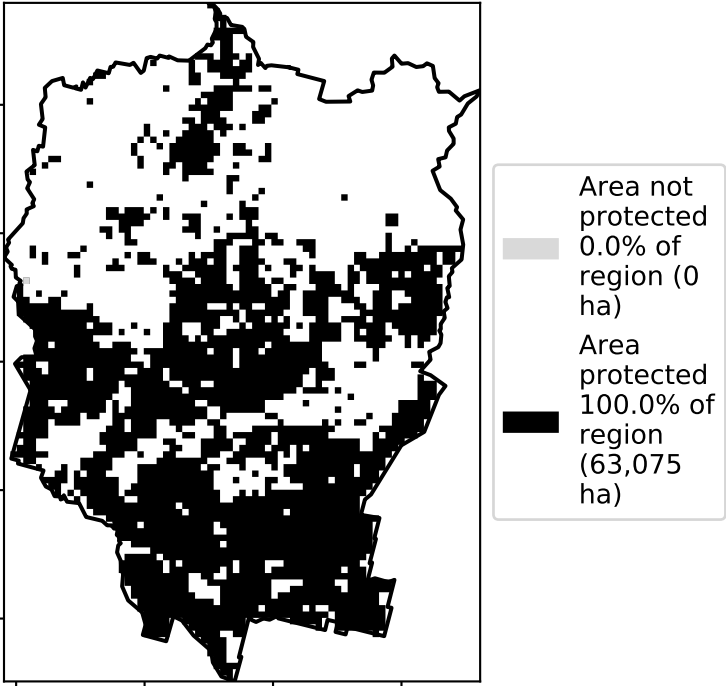 Area not
protected
0.0% of
region (0
ha)
Area
protected
100.0% of
region
(63,075
ha)